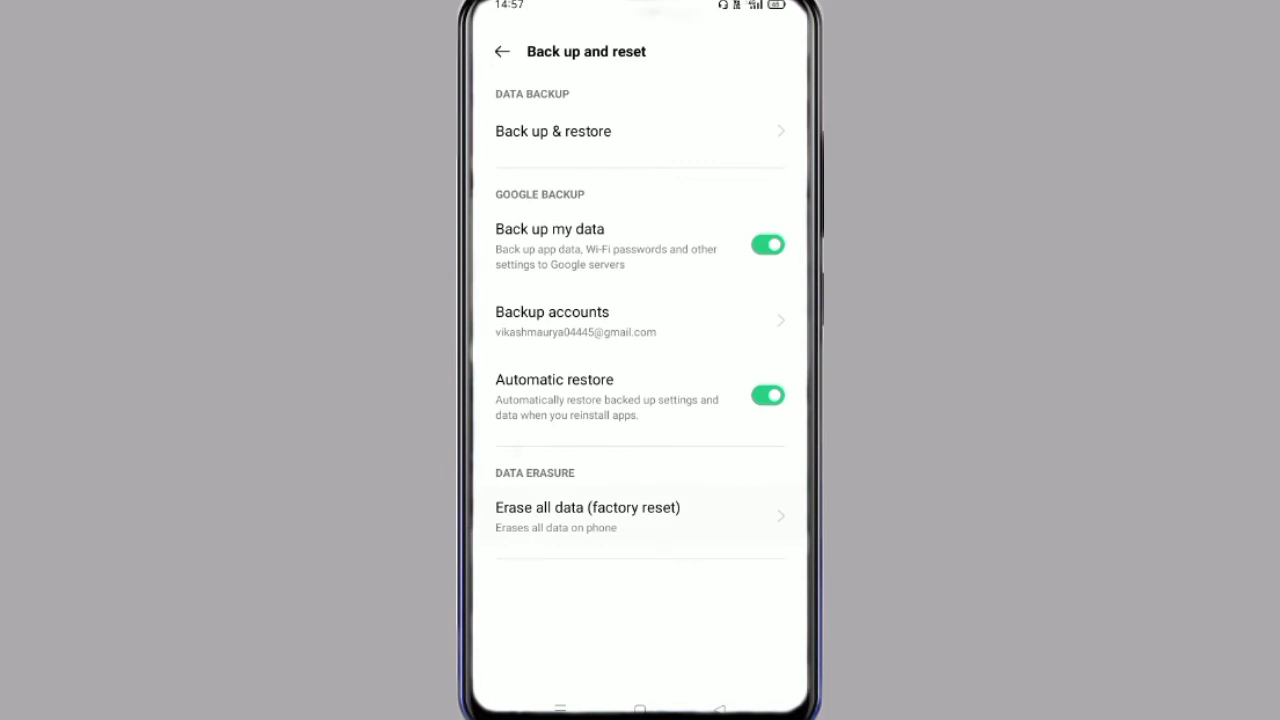 14:57
Back up and reset
DATA BACKUP
Back up & restore
GOOGLE BACKUP
Back up my data
Back up app data, Wi-Fi passwords and other
settings to Google servers
Backup accounts
vikashmaurya04445@gmail.com
Automatic restore
Automatically restore backed up settings and
data when you reinstall apps.
DATA ERASURE
Erase all data (factory reset)
Erases all data on phone